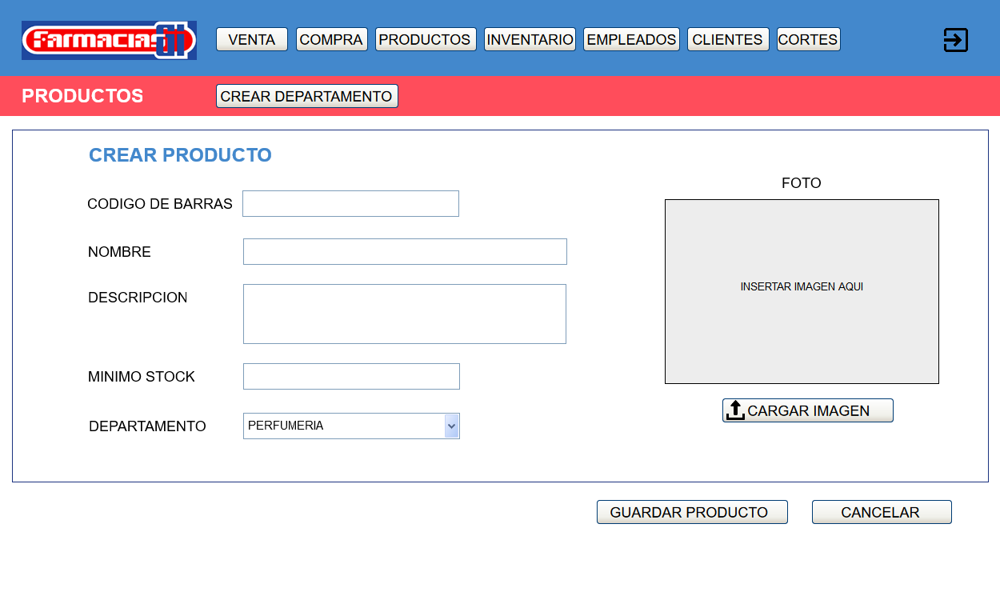 Farmacias GI
VENTA COMPRA PRODUCTOS INVENTARIO EMPLEADOS CLIENTES CORTES
PRODUCTOS CREAR DEPARTAMENTO
CREAR PRODUCTO
FOTO
CODIGO DE BARRAS
NOMBRE
INSERTAR IMAGEN AQUI
DESCRIPCION
MINIMO STOCK
CARGAR IMAGEN
DEPARTAMENTO PERFUMERIA
GUARDAR PRODUCTO CANCELAR